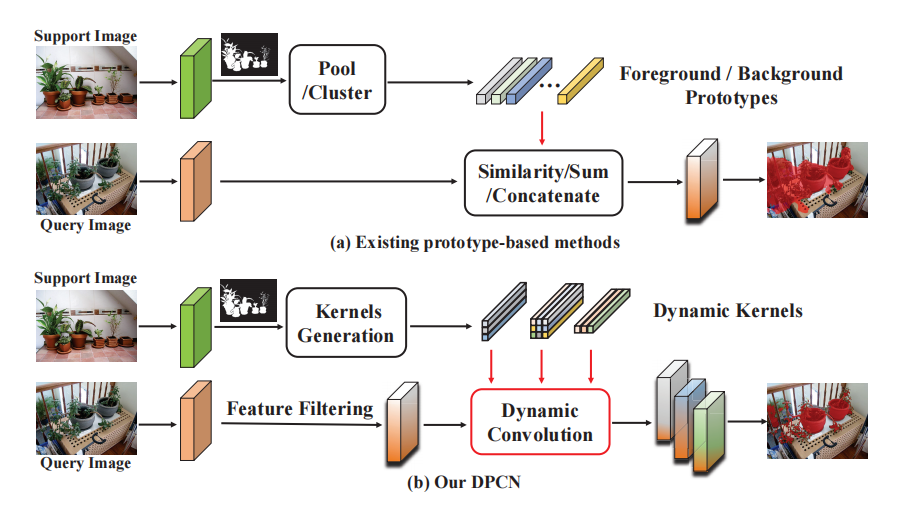 Support Image
Pool
/Cluster
Foreground / Background
Prototypes
Similarity/Sum
/Concatenate
Query Image
(a) Existing prototype-based methods
Support Image
Kernels
Generation
Dynamic Kernels
Feature Filtering
Dynamic
Convolution
Query Image
(b) Our DPCN